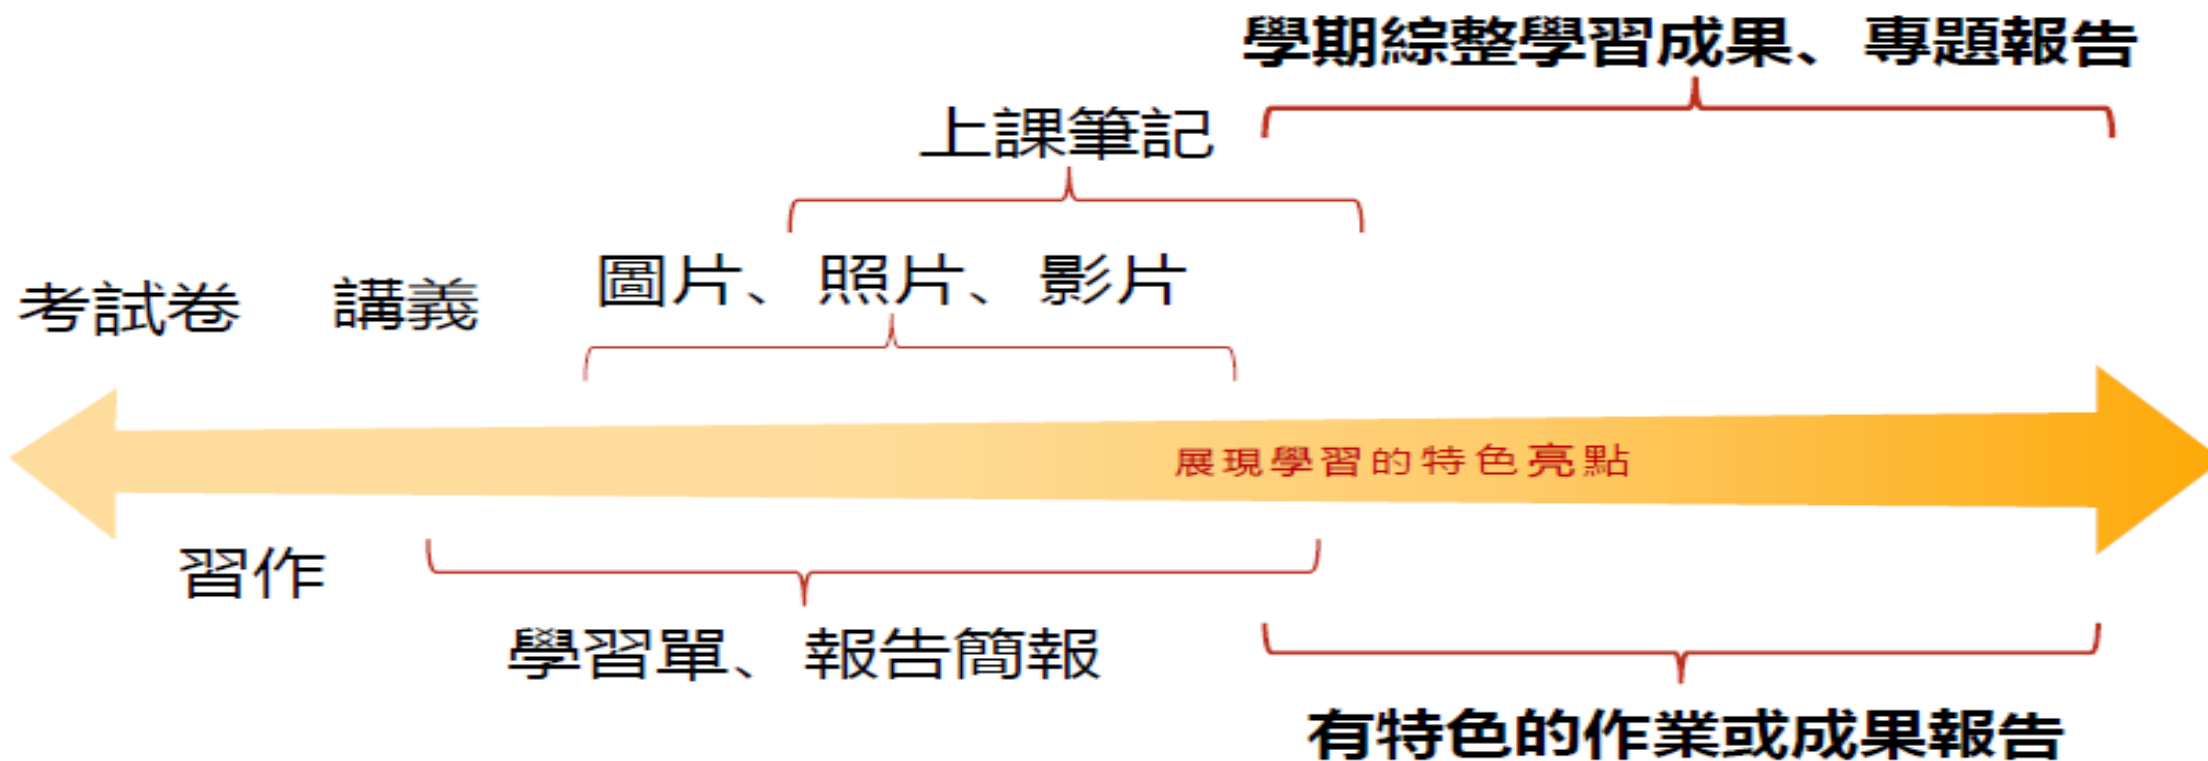 學期綜整學習成果、專題報告
上課筆記
圖片、照片、影片
考試卷
講義
展現學習的特色亮點
習作
學習單、報告簡報
有特色的作業或成果報告